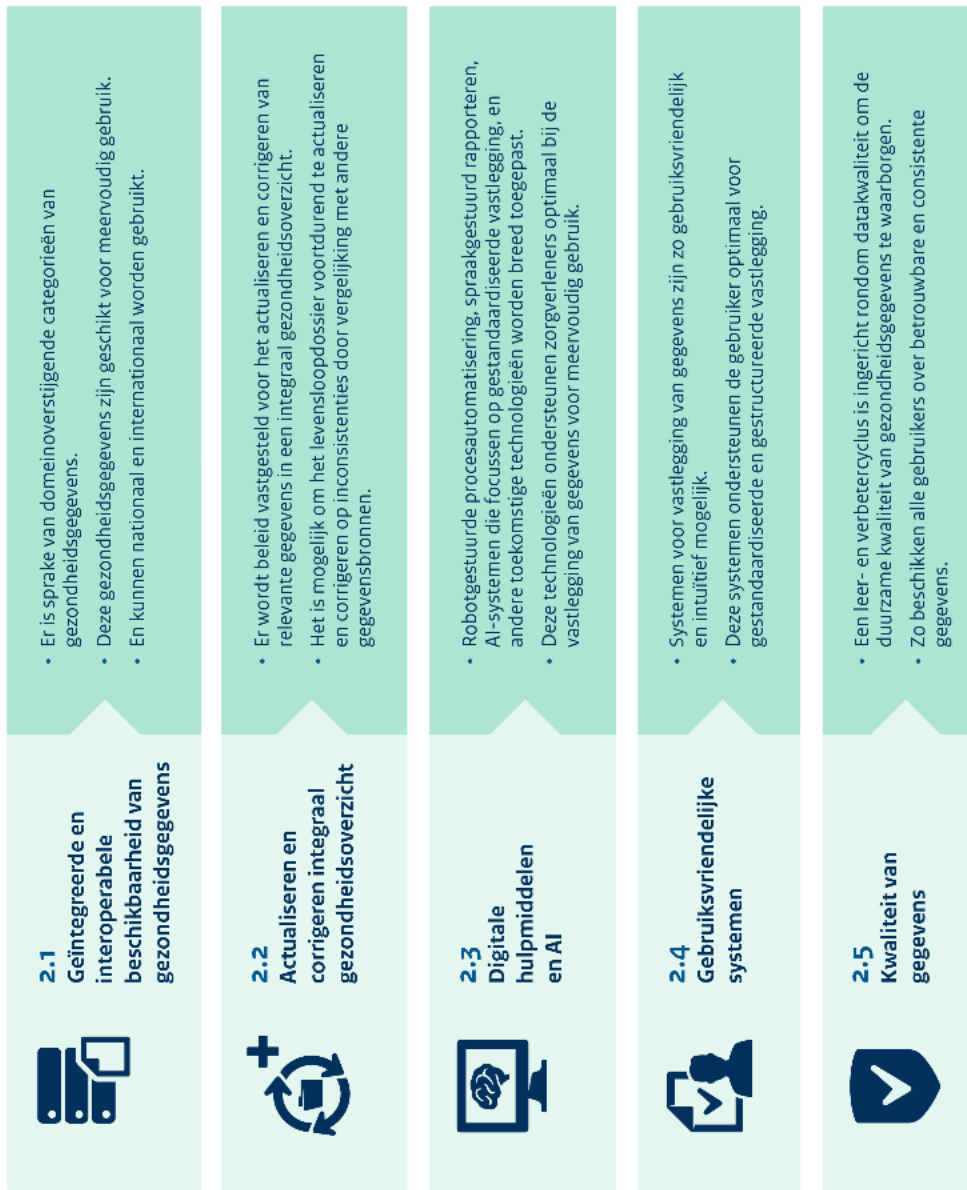 2.1
Geïntegreerde en
interoperabele
beschikbaarheid van
gezondheidsgegevens
• Er is sprake van domeinoverstijgende categorieën van
gezondheidsgegevens.
• Deze gezondheidsgegevens zijn geschikt voor meervoudig gebruik.
• En kunnen nationaal en internationaal worden gebruikt.
2.2
Actualiseren en
corrigeren integraal
gezondheidsoverzicht
• Er wordt beleid vastgesteld voor het actualiseren en corrigeren van
relevante gegevens in een integraal gezondheidsoverzicht.
• Het is mogelijk om het levensloopdossier voortdurend te actualiseren
en corrigeren op inconsistenties door vergelijking met andere
gegevensbronnen.
2.3
Digitale
hulpmiddelen
en AI
• Robotgestuurde procesautomatisering, spraakgestuurd rapporteren,
AI-systemen die focussen op gestandaardiseerde vastlegging, en
andere toekomstige technologieën worden breed toegepast.
• Deze technologieën ondersteunen zorgverleners optimaal bij de
vastlegging van gegevens voor meervoudig gebruik.
2.4
Gebruiksvriendelijke
systemen
• Systemen voor vastlegging van gegevens zijn zo gebruiksvriendelijk
en intuïtief mogelijk.
• Deze systemen ondersteunen de gebruiker optimaal voor
gestandaardiseerde en gestructureerde vastlegging.
2.5
Kwaliteit van
gegevens
• Een leer- en verbetercyclus is ingericht rondom datakwaliteit om de
duurzame kwaliteit van gezondheidsgegevens te waarborgen.
• Zo beschikken alle gebruikers over betrouwbare en consistente
gegevens.